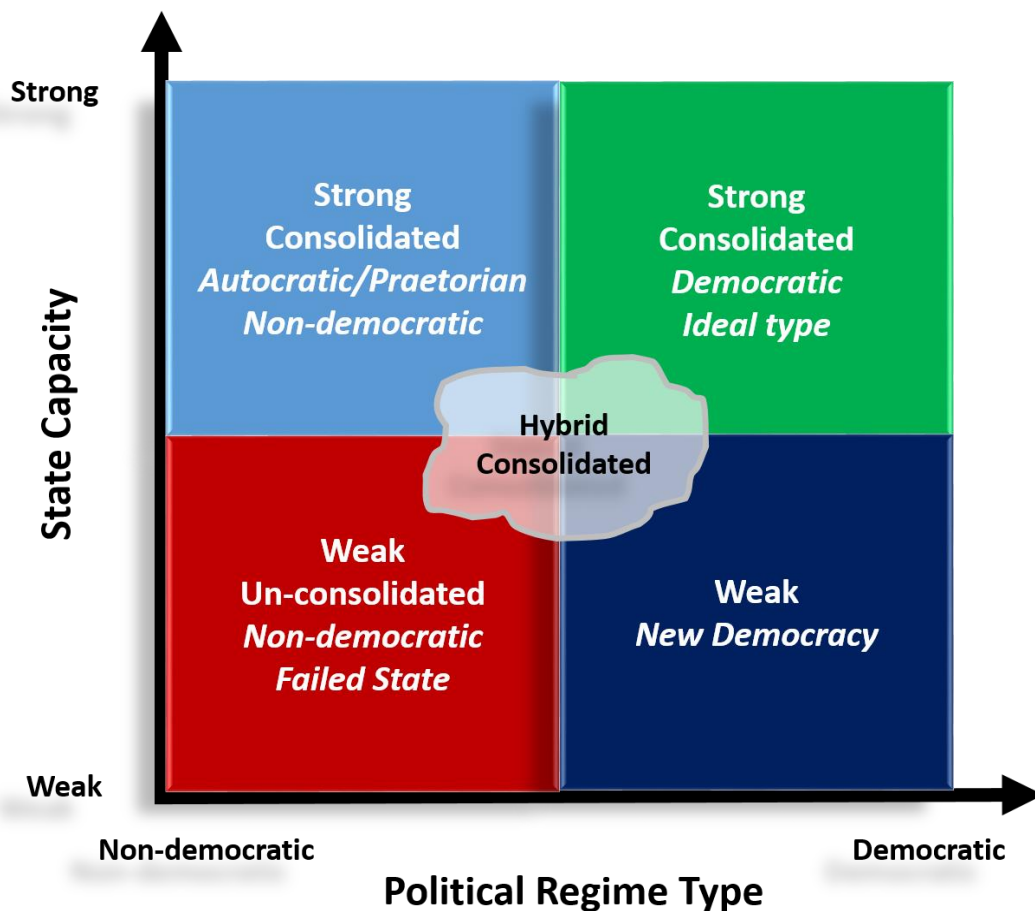 Strong
Strong
Consolidated
Autocratic/Praetorian
Non-democratic
Strong
Consolidated
Democratic
Ideal type
State Capacity
Hybrid
Consolidated
Weak
Un-consolidated
Non-democratic
Failed State
Weak
New Democracy
Weak
Non-democratic
Democratic
Political Regime Type